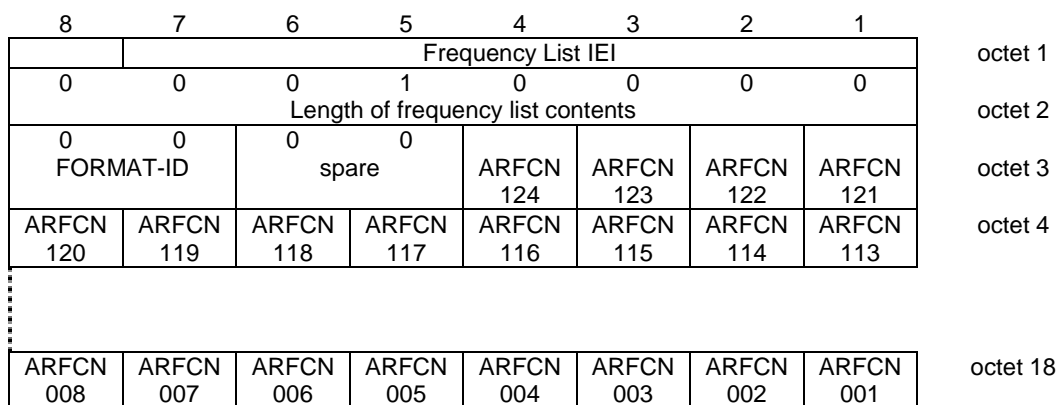 8 7 6 5 4 3 2 1
Frequency List IEI octet 1
0 0 0 1 0 0 0 0
Length of frequency list contents octet 2
0 0 0 0
FORMAT-ID spare ARFCN ARFCN ARFCN ARFCN octet 3
124 123 122 121
ARFCN ARFCN ARFCN ARFCN ARFCN ARFCN ARFCN ARFCN octet 4
120 119 118 117 116 115 114 113
ARFCN ARFCN ARFCN ARFCN ARFCN ARFCN ARFCN ARFCN octet 18
008 007 006 005 004 003 002 001